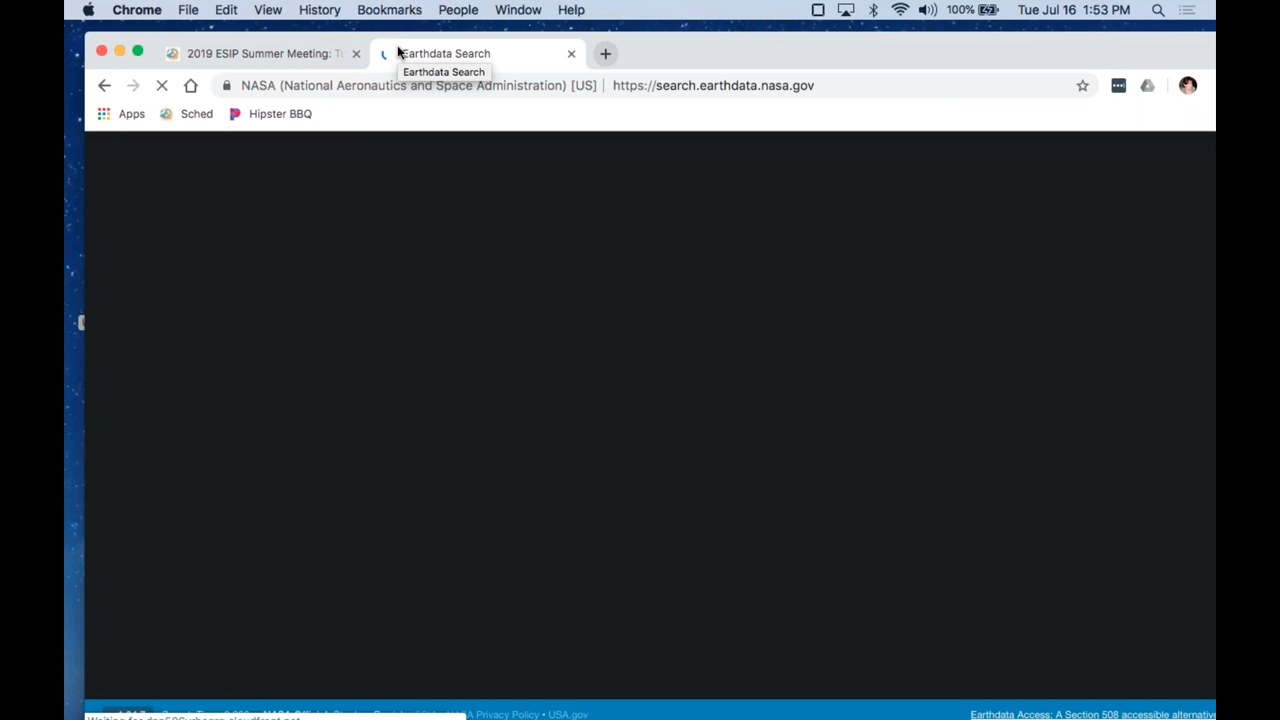 Chrome File Edit View History Bookmarks People Window Help 100% Tue Jul 16 1:53 PM
2019 ESIP Summer Meeting: Earthdata Search
Earthdata Search
NASA (National Aeronautics and Space Administration) [US] | https://search.earthdata.nasa.gov
Apps Sched Hipster BBQ
NASA Privacy Policy • USA.gov Earthdata Access: A Section 508 accessible alternative